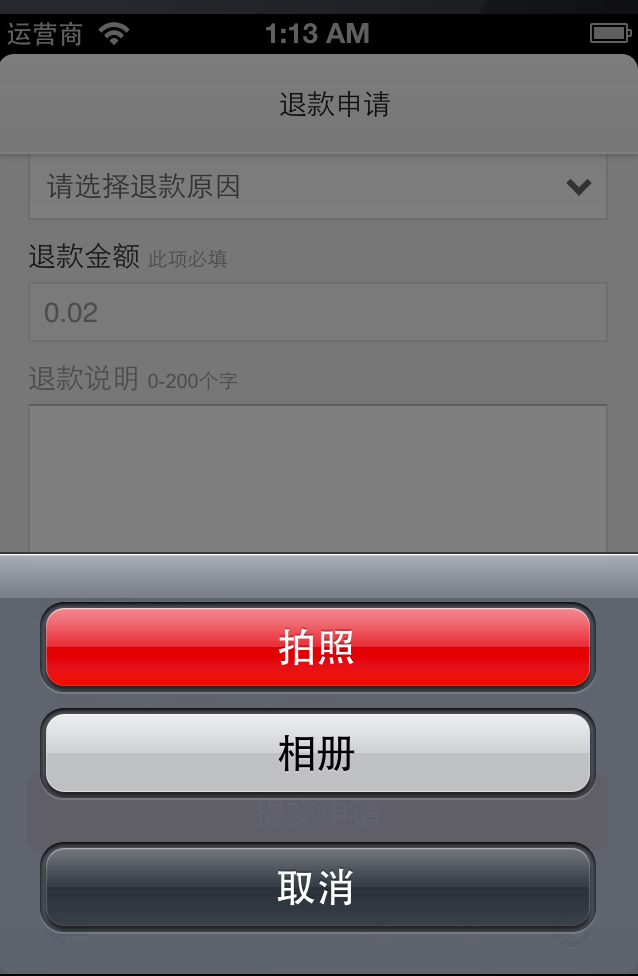 运营商 1:13 AM
退款申请
请选择退款原因
退款金额 此项必填
0.02
退款说明 0-200个字
拍照
相册
提交申请
取消